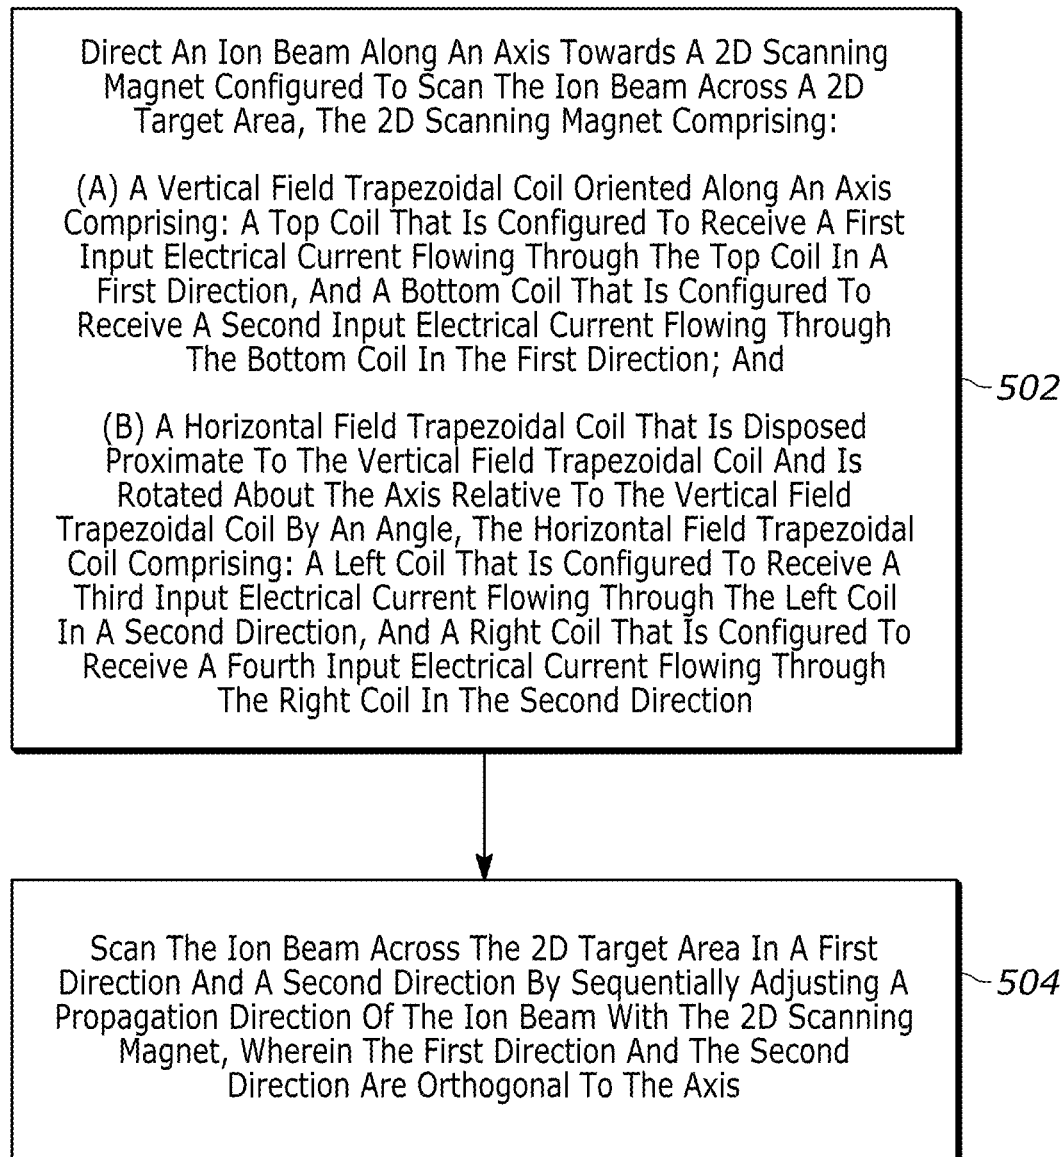 Direct An Ion Beam Along An Axis Towards A 2D Scanning
Magnet Configured To Scan The Ion Beam Across A 2D
Target Area, The 2D Scanning Magnet Comprising:
(A) A Vertical Field Trapezoidal Coil Oriented Along An Axis
Comprising: A Top Coil That Is Configured To Receive A First
Input Electrical Current Flowing Through The Top Coil In A
First Direction, And A Bottom Coil That Is Configured To
Receive A Second Input Electrical Current Flowing Through
The Bottom Coil In The First Direction; And
502
(B) A Horizontal Field Trapezoidal Coil That Is Disposed
Proximate To The Vertical Field Trapezoidal Coil And Is
Rotated About The Axis Relative To The Vertical Field
Trapezoidal Coil By An Angle, The Horizontal Field Trapezoidal
Coil Comprising: A Left Coil That Is Configured To Receive A
Third Input Electrical Current Flowing Through The Left Coil
In A Second Direction, And A Right Coil That Is Configured To
Receive A Fourth Input Electrical Current Flowing Through
The Right Coil In The Second Direction
Scan The Ion Beam Across The 2D Target Area In A First
Direction And A Second Direction By Sequentially Adjusting A
504
Propagation Direction Of The Ion Beam With The 2D Scanning
Magnet, Wherein The First Direction And The Second
Direction Are Orthogonal To The Axis